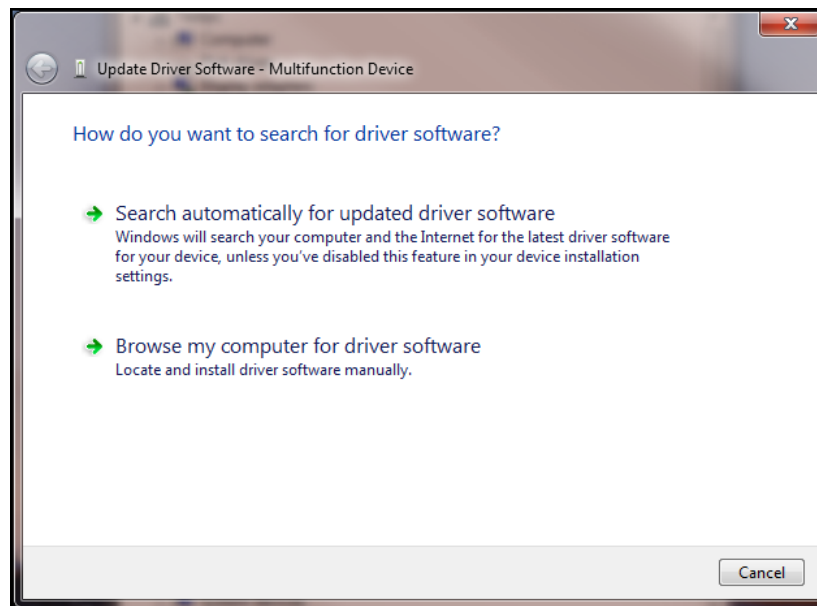 Computer
Update Driver Software - Multifunction Device
How do you want to search for driver software?
Search automatically for updated driver software
Windows will search your computer and the Internet for the latest driver software
for your device, unless you've disabled this feature in your device installation
settings.
Browse my computer for driver software
Locate and install driver software manually.
Cancel